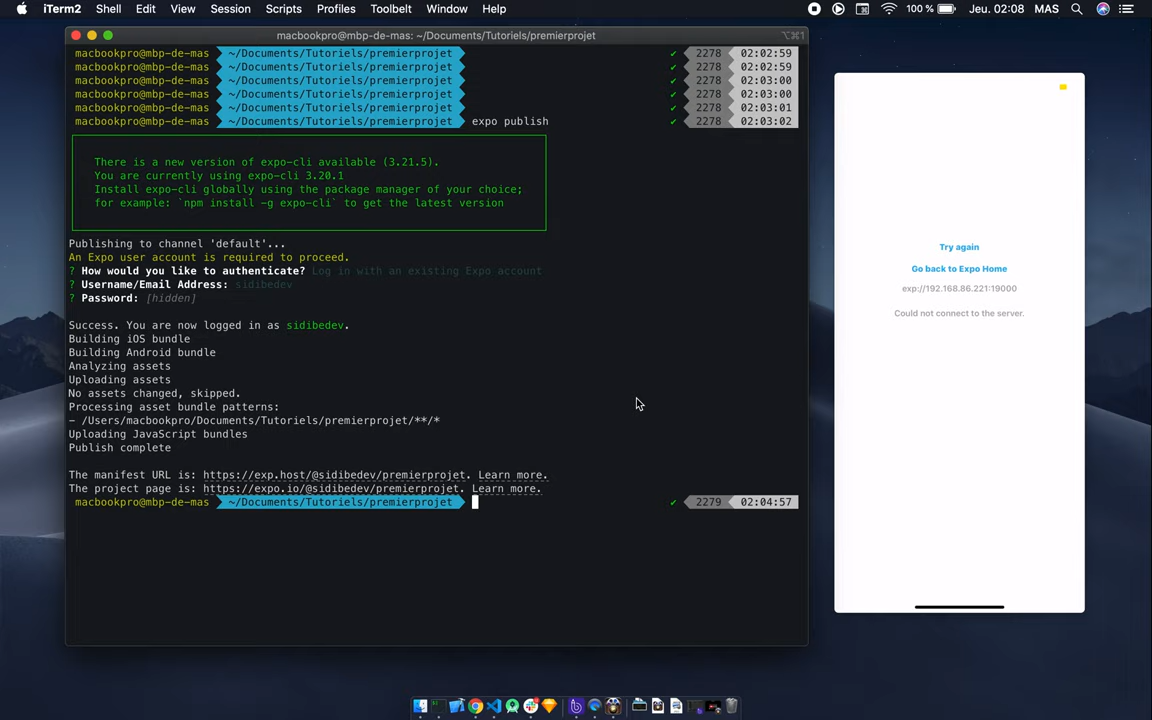 iTerm2 Shell Edit View Session Scripts Profiles Toolbelt Window Help 100 % Jeu. 02:08 MAS
macbookpro@mbp-de-mas: ~/Documents/Tutoriels/premierprojet ⌥⌘1
macbookpro@mbp-de-mas ~/Documents/Tutoriels/premierprojet ✓ 2278 02:02:59
macbookpro@mbp-de-mas ~/Documents/Tutoriels/premierprojet ✓ 2278 02:02:59
macbookpro@mbp-de-mas ~/Documents/Tutoriels/premierprojet ✓ 2278 02:03:00
macbookpro@mbp-de-mas ~/Documents/Tutoriels/premierprojet ✓ 2278 02:03:00
macbookpro@mbp-de-mas ~/Documents/Tutoriels/premierprojet ✓ 2278 02:03:01
macbookpro@mbp-de-mas ~/Documents/Tutoriels/premierprojet expo publish ✓ 2278 02:03:02
There is a new version of expo-cli available (3.21.5).
You are currently using expo-cli 3.20.1
Install expo-cli globally using the package manager of your choice;
for example: `npm install -g expo-cli` to get the latest version
Publishing to channel 'default'...
An Expo user account is required to proceed.
? How would you like to authenticate? Log in with an existing Expo account
? Username/Email Address: sidibedev
? Password: [hidden]
Success. You are now logged in as sidibedev.
Building iOS bundle
Building Android bundle
Analyzing assets
Uploading assets
No assets changed, skipped.
Processing asset bundle patterns:
- /Users/macbookpro/Documents/Tutoriels/premierprojet/**/*
Uploading JavaScript bundles
Publish complete
The manifest URL is: https://exp.host/@sidibedev/premierprojet. Learn more.
The project page is: https://expo.io/@sidibedev/premierprojet. Learn more.
macbookpro@mbp-de-mas ~/Documents/Tutoriels/premierprojet ✓ 2279 02:04:57
Try again
Go back to Expo Home
exp://192.168.86.221:19000
Could not connect to the server.